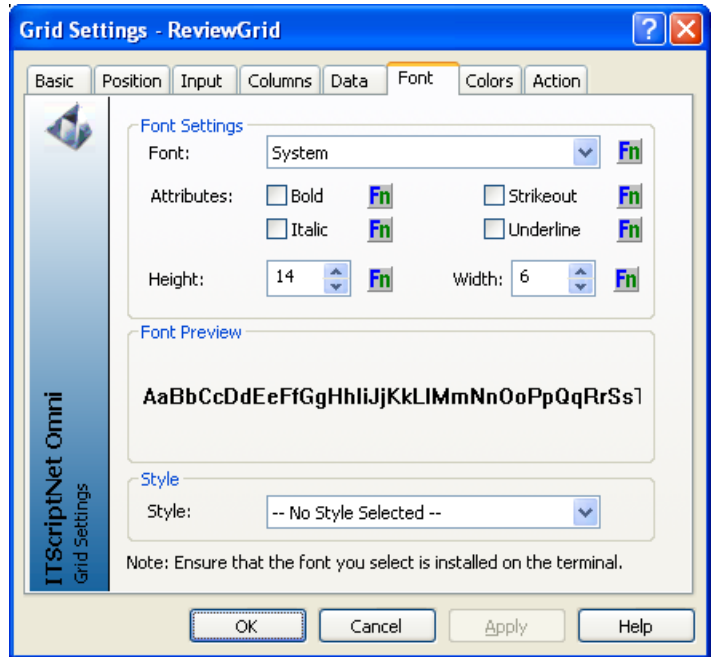 Grid Settings - ReviewGrid
Basic Position Input Columns Data Font Colors Action
Font Settings
Font: System Fn
Attributes: Bold Fn Strikeout Fn
Italic Fn Underline Fn
Height: 14 Fn Width: 6 Fn
Font Preview
AaBbCcDdEeFfGgHhIiJjKkLlMmNnOoPpQqRrSsT
Style
Style: -- No Style Selected --
Note: Ensure that the font you select is installed on the terminal.
ITScriptNet Omni
Grid Settings
OK Cancel Apply Help